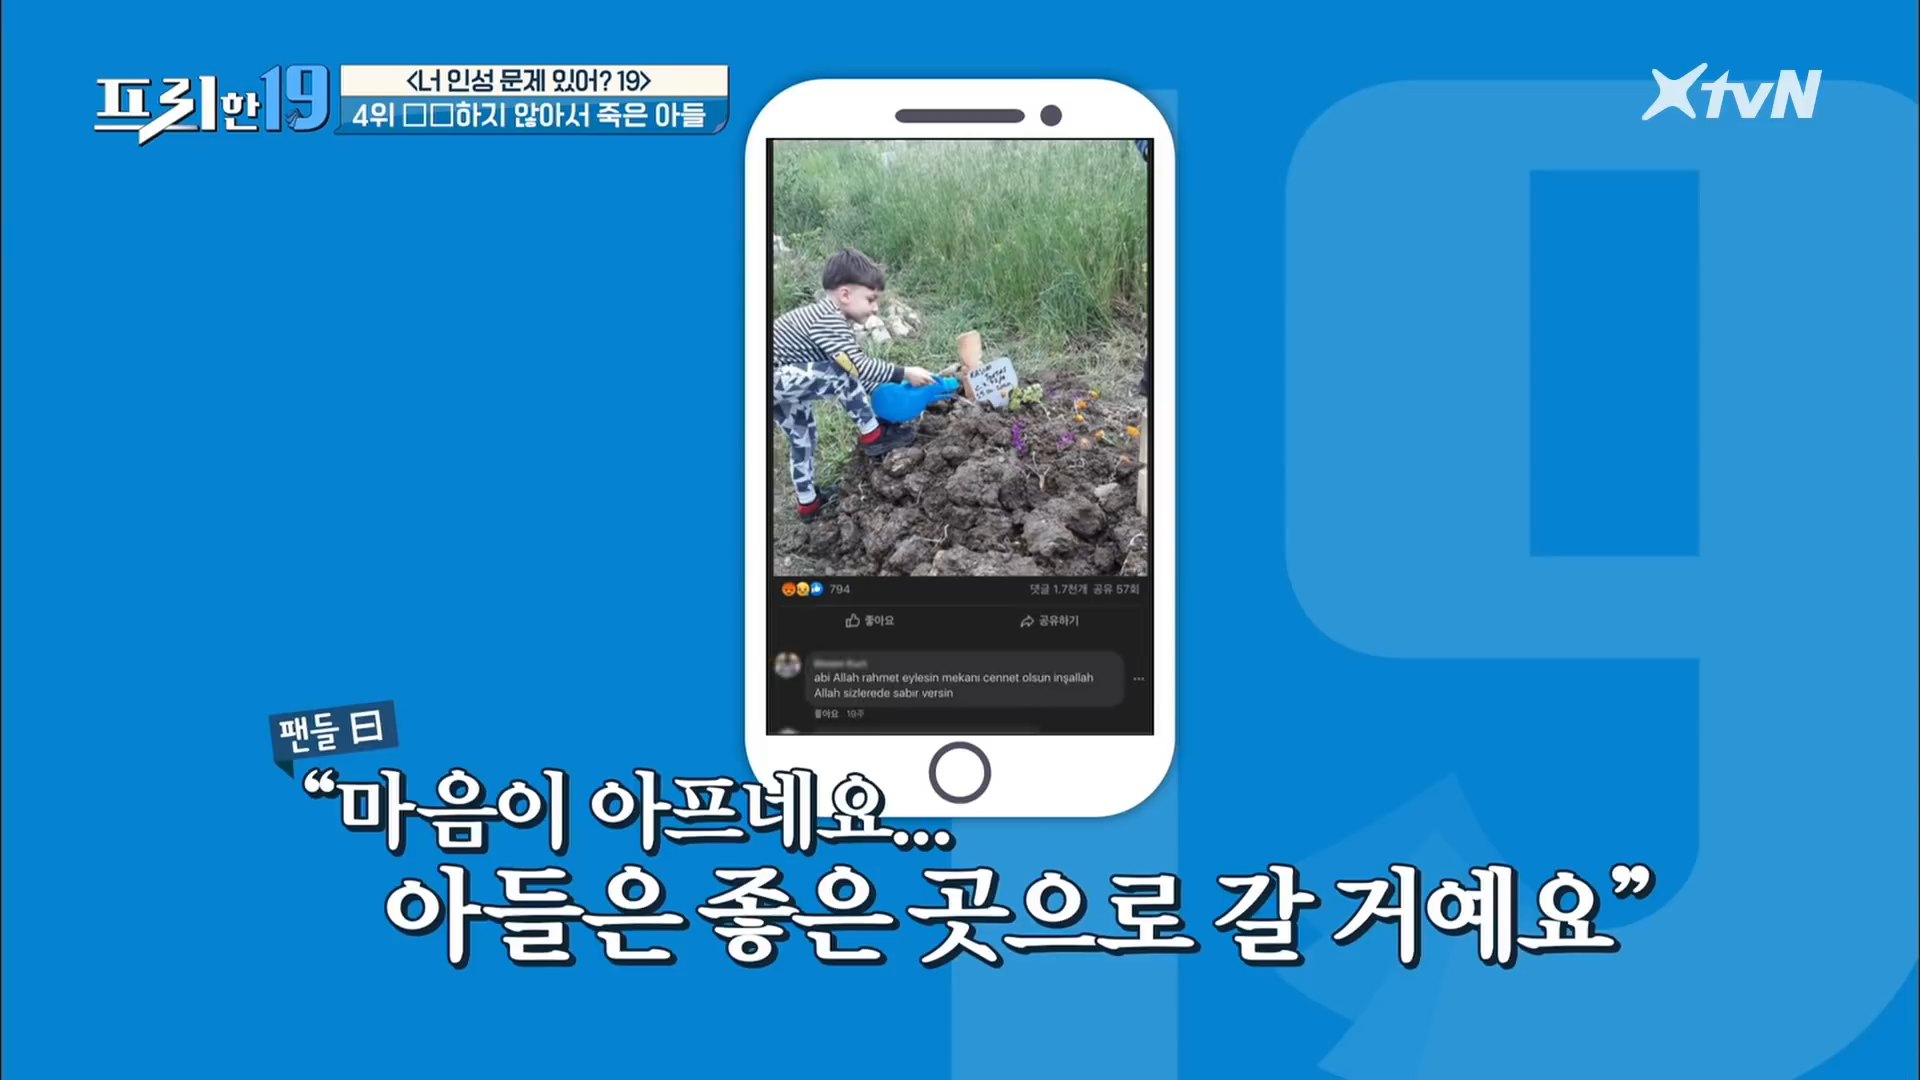 프리한19
<너 인성 문제 있어? 19>
4위 □□하지 않아서 죽은 아들
XtvN
KASIM
794
댓글 1.7천개 공유 57회
좋아요
공유하기
abi Allah rahmet eylesin mekanı cennet olsun inşallah
Allah sizlerede sabır versin
좋아요 19주
팬들 曰
“마음이 아프네요...
아들은 좋은 곳으로 갈 거예요”